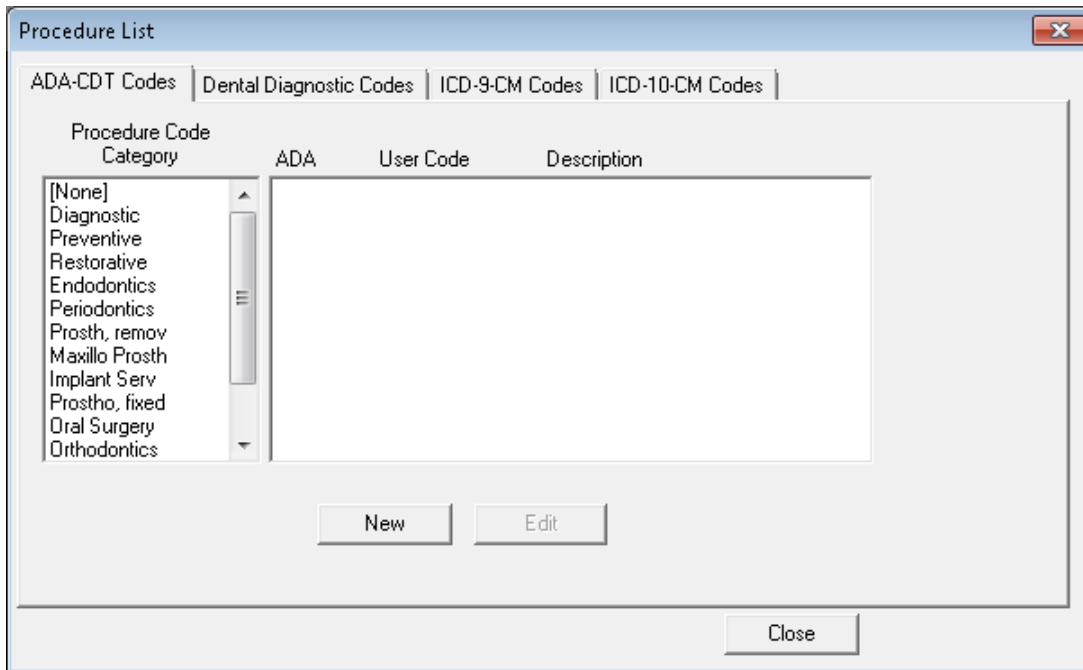 Procedure List
ADA-CDT Codes Dental Diagnostic Codes ICD-9-CM Codes ICD-10-CM Codes
Procedure Code
Category
ADA User Code Description
[None]
Diagnostic
Preventive
Restorative
Endodontics
Periodontics
Prosth, remov
Maxillo Prosth
Implant Serv
Prostho, fixed
Oral Surgery
Orthodontics
New Edit
Close